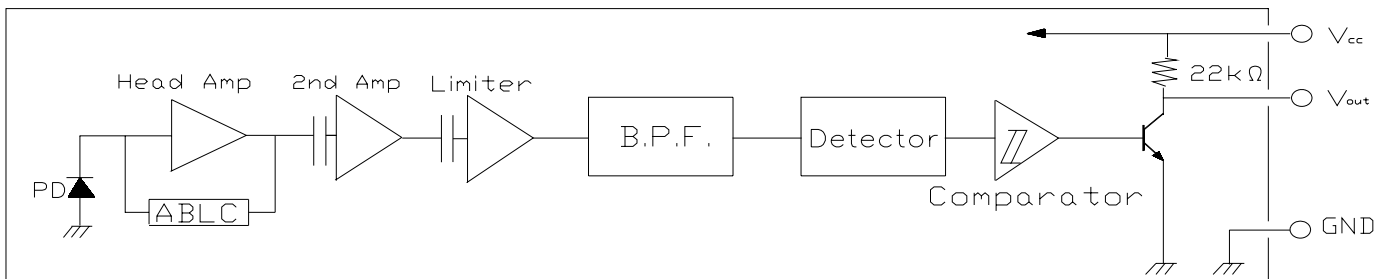 Head Amp
2nd Amp
Limiter
B.P.F.
Detector
Comparator
PD
ABLC
22kΩ
Vcc
Vout
GND